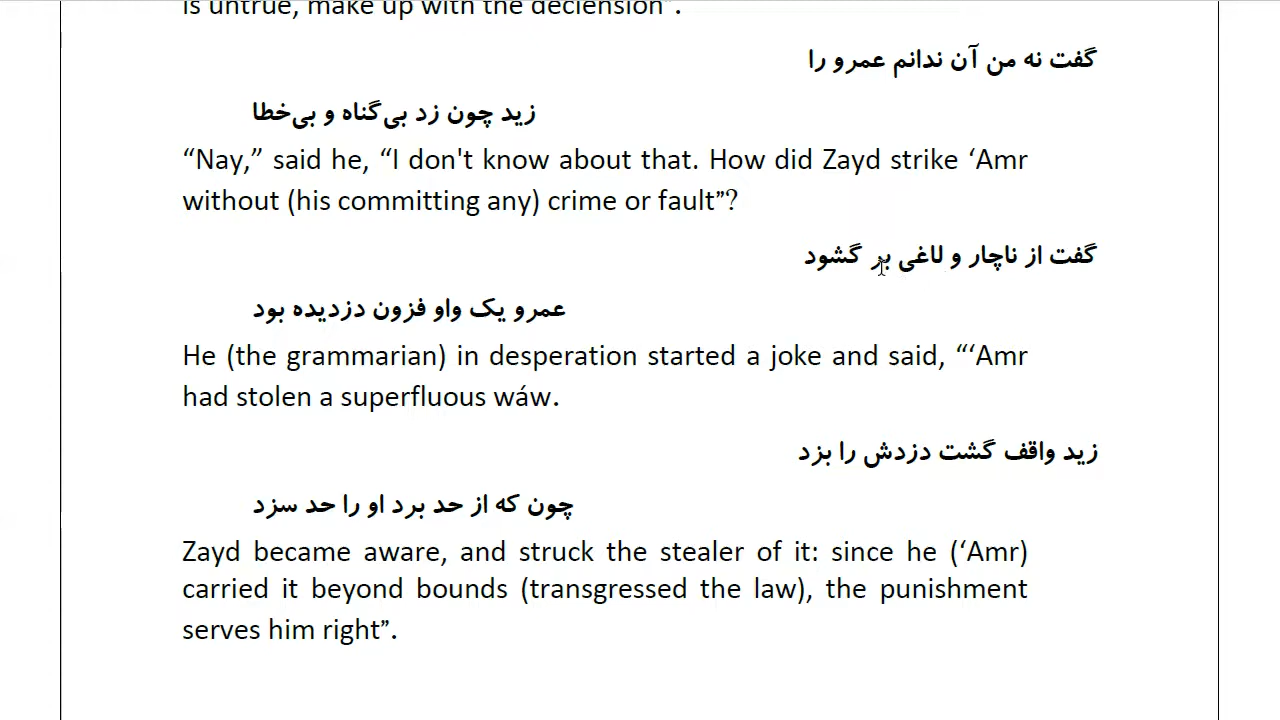 is untrue, make up with the declension”.
گفت نه من آن ندانم عمرو را
زید چون زد بی‌گناه و بی‌خطا
“Nay,” said he, “I don't know about that. How did Zayd strike ‘Amr
without (his committing any) crime or fault”?
گفت از ناچار و لاغی بر گشود
عمرو یک واو فزون دزدیده بود
He (the grammarian) in desperation started a joke and said, “‘Amr
had stolen a superfluous wáw.
زید واقف گشت دزدش را بزد
چون که از حد برد او را حد سزد
Zayd became aware, and struck the stealer of it: since he (‘Amr)
carried it beyond bounds (transgressed the law), the punishment
serves him right”.